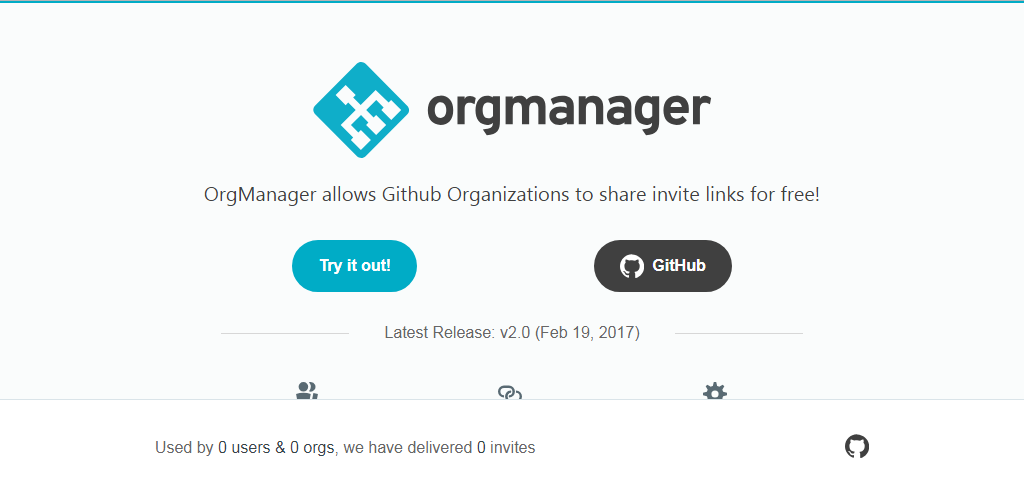 orgmanager
OrgManager allows Github Organizations to share invite links for free!
Try it out!
GitHub
Latest Release: v2.0 (Feb 19, 2017)
Used by 0 users & 0 orgs, we have delivered 0 invites